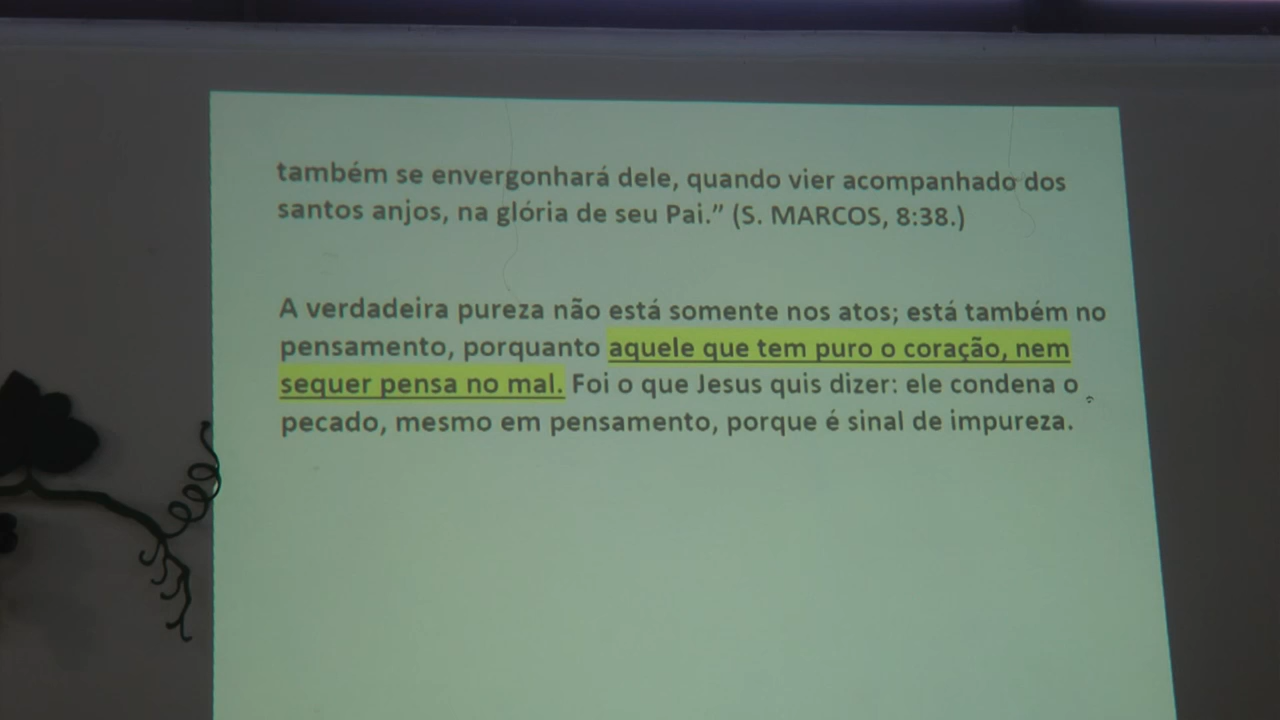 também se envergonhará dele, quando vier acompanhado dos
santos anjos, na glória de seu Pai.” (S. MARCOS, 8:38.)
A verdadeira pureza não está somente nos atos; está também no
pensamento, porquanto aquele que tem puro o coração, nem
sequer pensa no mal. Foi o que Jesus quis dizer: ele condena o
pecado, mesmo em pensamento, porque é sinal de impureza.